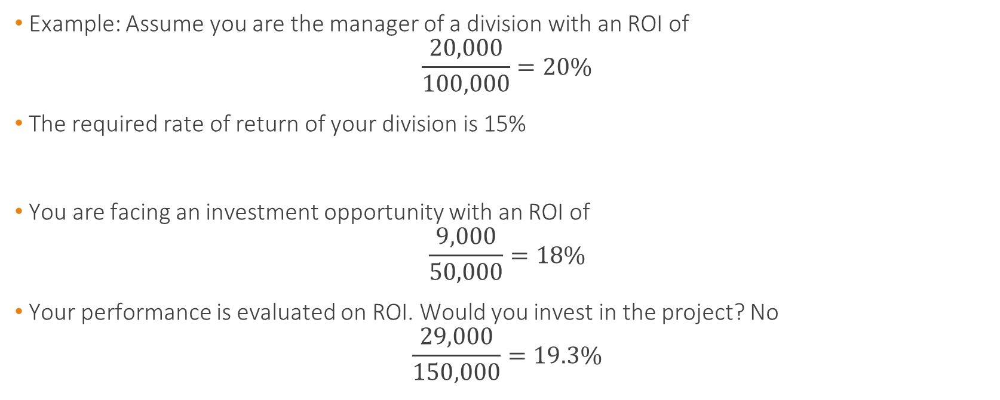 • Example: Assume you are the manager of a division with an ROI of
20,000
100,000
= 20%
• The required rate of return of your division is 15%
• You are facing an investment opportunity with an ROI of
9,000
50,000
= 18%
• Your performance is evaluated on ROI. Would you invest in the project? No
29,000
150,000
= 19.3%